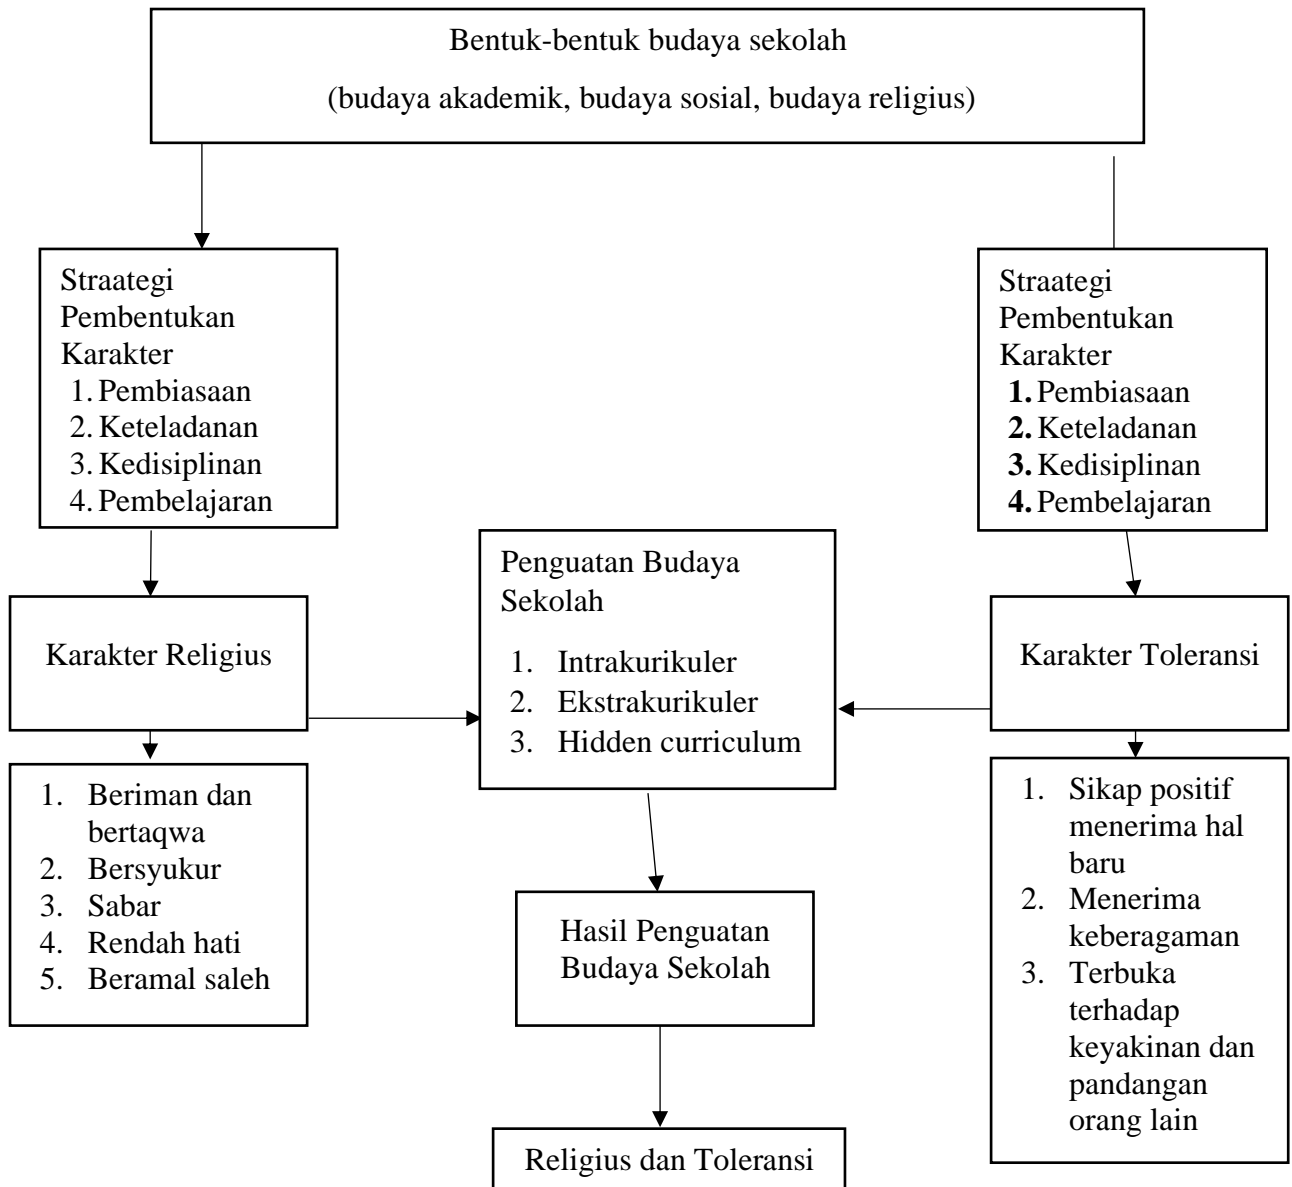 Bentuk-bentuk budaya sekolah
(budaya akademik, budaya sosial, budaya religius)
Straategi
Pembentukan
Karakter
1. Pembiasaan
2. Keteladanan
3. Kedisiplinan
4. Pembelajaran
Straategi
Pembentukan
Karakter
1. Pembiasaan
2. Keteladanan
3. Kedisiplinan
4. Pembelajaran
Karakter Religius
Penguatan Budaya
Sekolah
1. Intrakurikuler
2. Ekstrakurikuler
3. Hidden curriculum
Karakter Toleransi
1. Beriman dan
bertaqwa
2. Bersyukur
3. Sabar
4. Rendah hati
5. Beramal saleh
Hasil Penguatan
Budaya Sekolah
1. Sikap positif
menerima hal
baru
2. Menerima
keberagaman
3. Terbuka
terhadap
keyakinan dan
pandangan
orang lain
Religius dan Toleransi